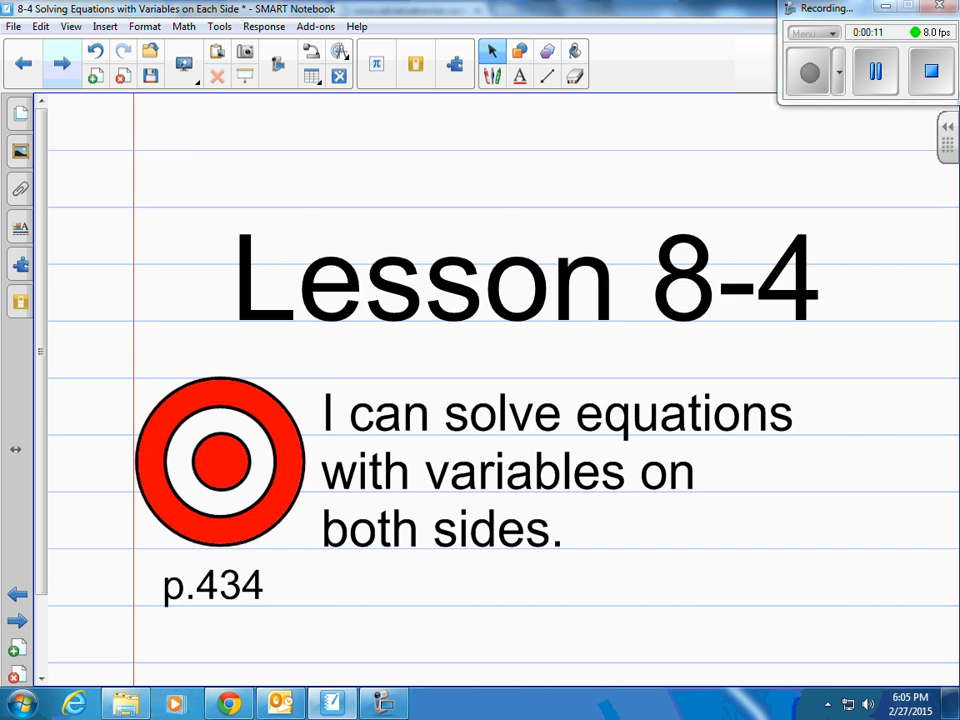 8-4 Solving Equations with Variables on Each Side * - SMART Notebook
Recording...
File Edit View Insert Format Math Tools Response Add-ons Help
Menu
0:00:11
8.0 fps
Lesson 8-4
I can solve equations
with variables on
both sides.
p.434
6:05 PM
2/27/2015